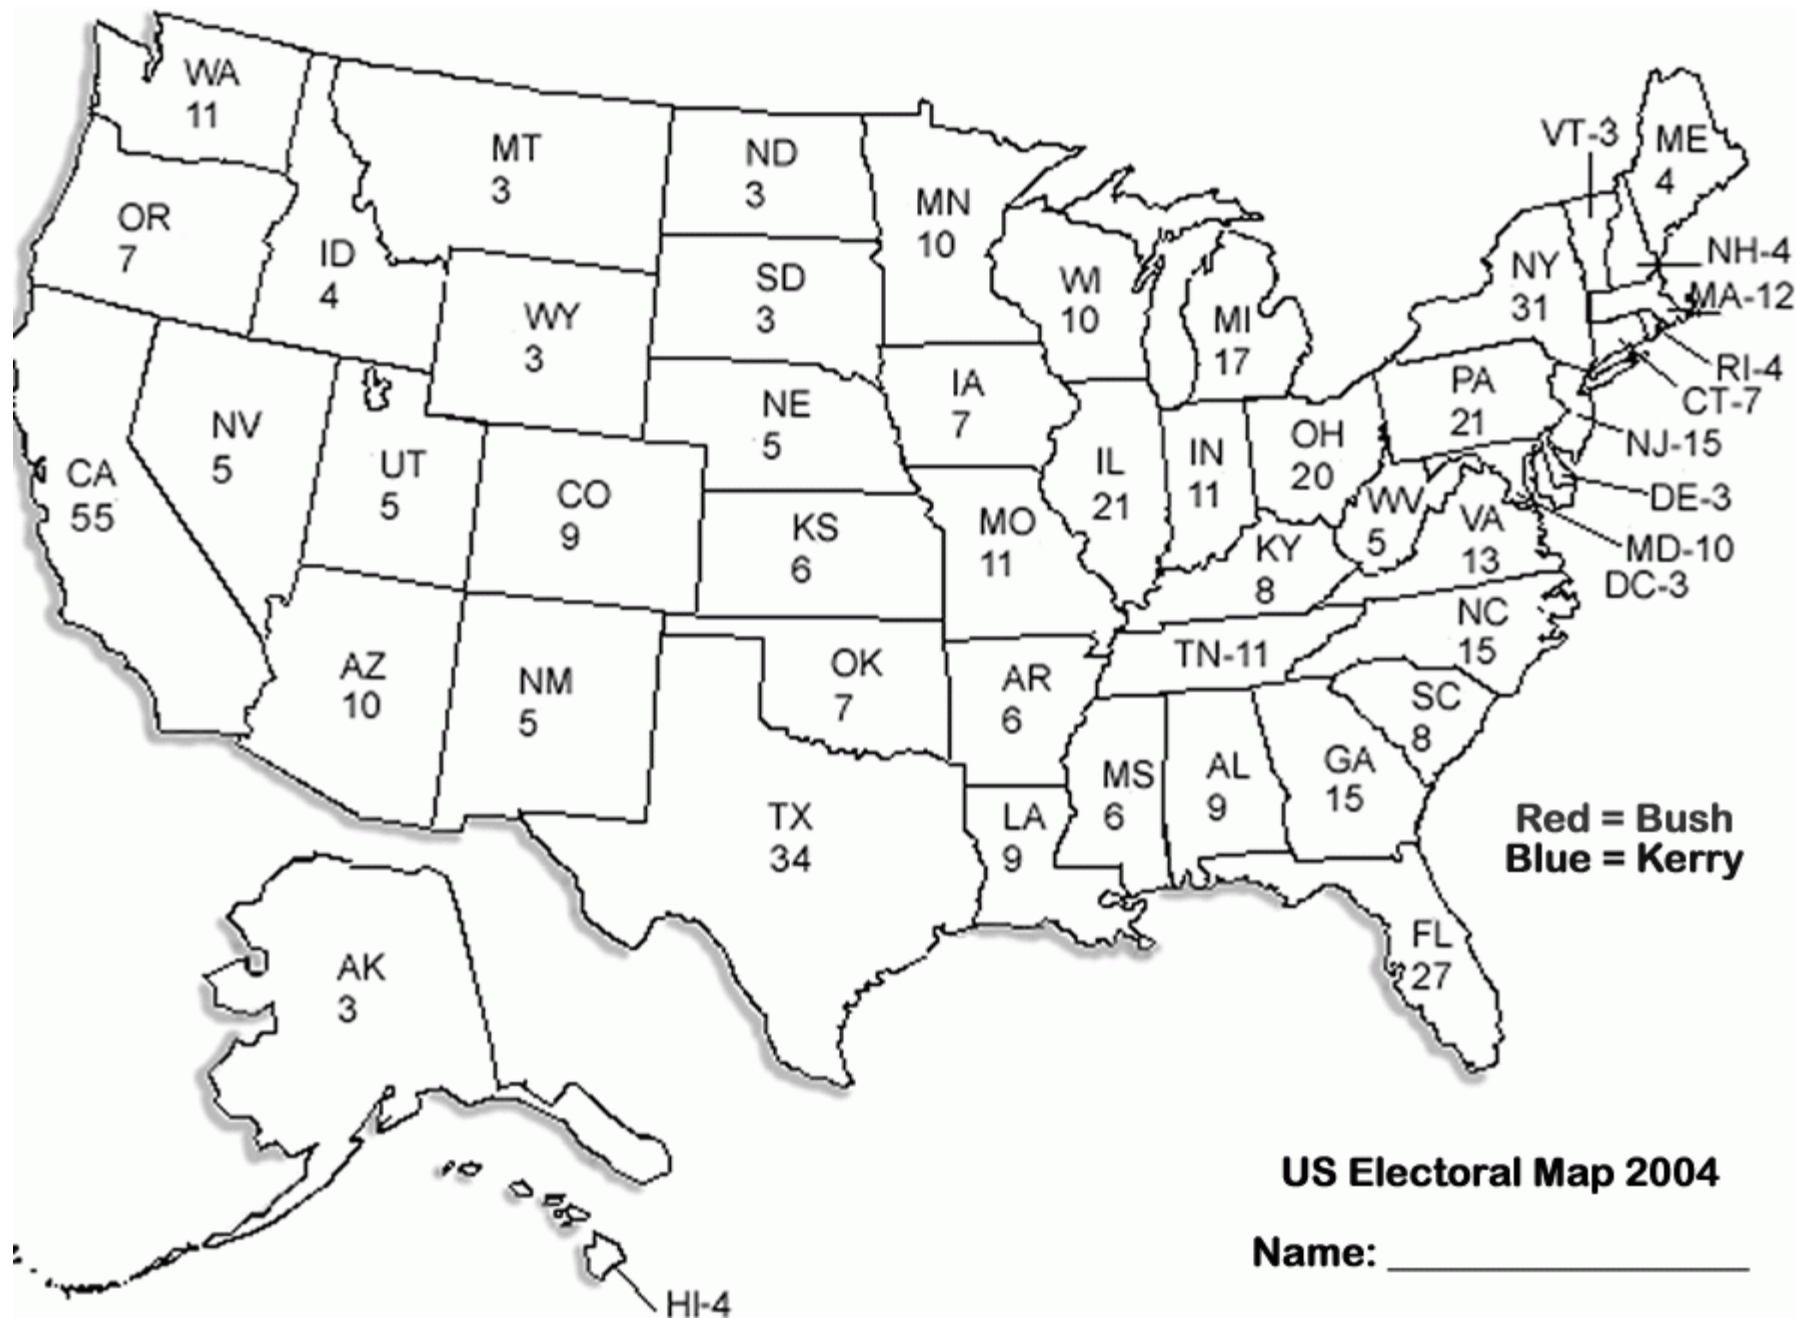 WA
11
OR
7
CA
55
NV
5
ID
4
MT
3
WY
3
UT
5
CO
9
AZ
10
NM
5
ND
3
SD
3
NE
5
KS
6
OK
7
TX
34
MN
10
IA
7
MO
11
AR
6
LA
9
WI
10
IL
21
MI
17
IN
11
OH
20
KY
8
TN-11
MS
6
AL
9
GA
15
FL
27
SC
8
NC
15
VA
13
WV
5
PA
21
NY
31
VT-3
ME
4
NH-4
MA-12
RI-4
CT-7
NJ-15
DE-3
MD-10
DC-3
AK
3
HI-4
Red = Bush
Blue = Kerry
US Electoral Map 2004
Name: ____________________